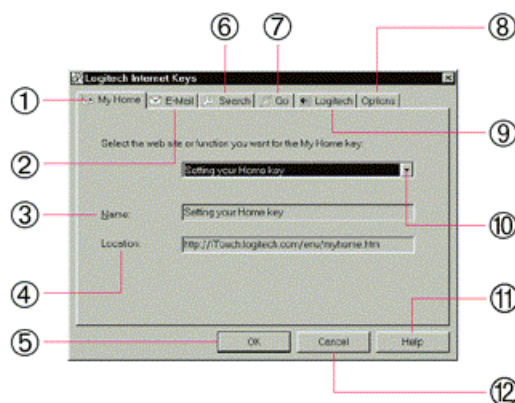 ⑥ ⑦ ⑧
Logitech Internet Keys
① My Home E-Mail Search Go Logitech Options
② ⑨
Select the web site or function you want for the My Home key:
Setting your Home key
③ Name: Setting your Home key ⑩
④ Location: http://iTouch.logitech.com/enu/myhome.htm
⑪
⑤ OK Cancel Help
⑫